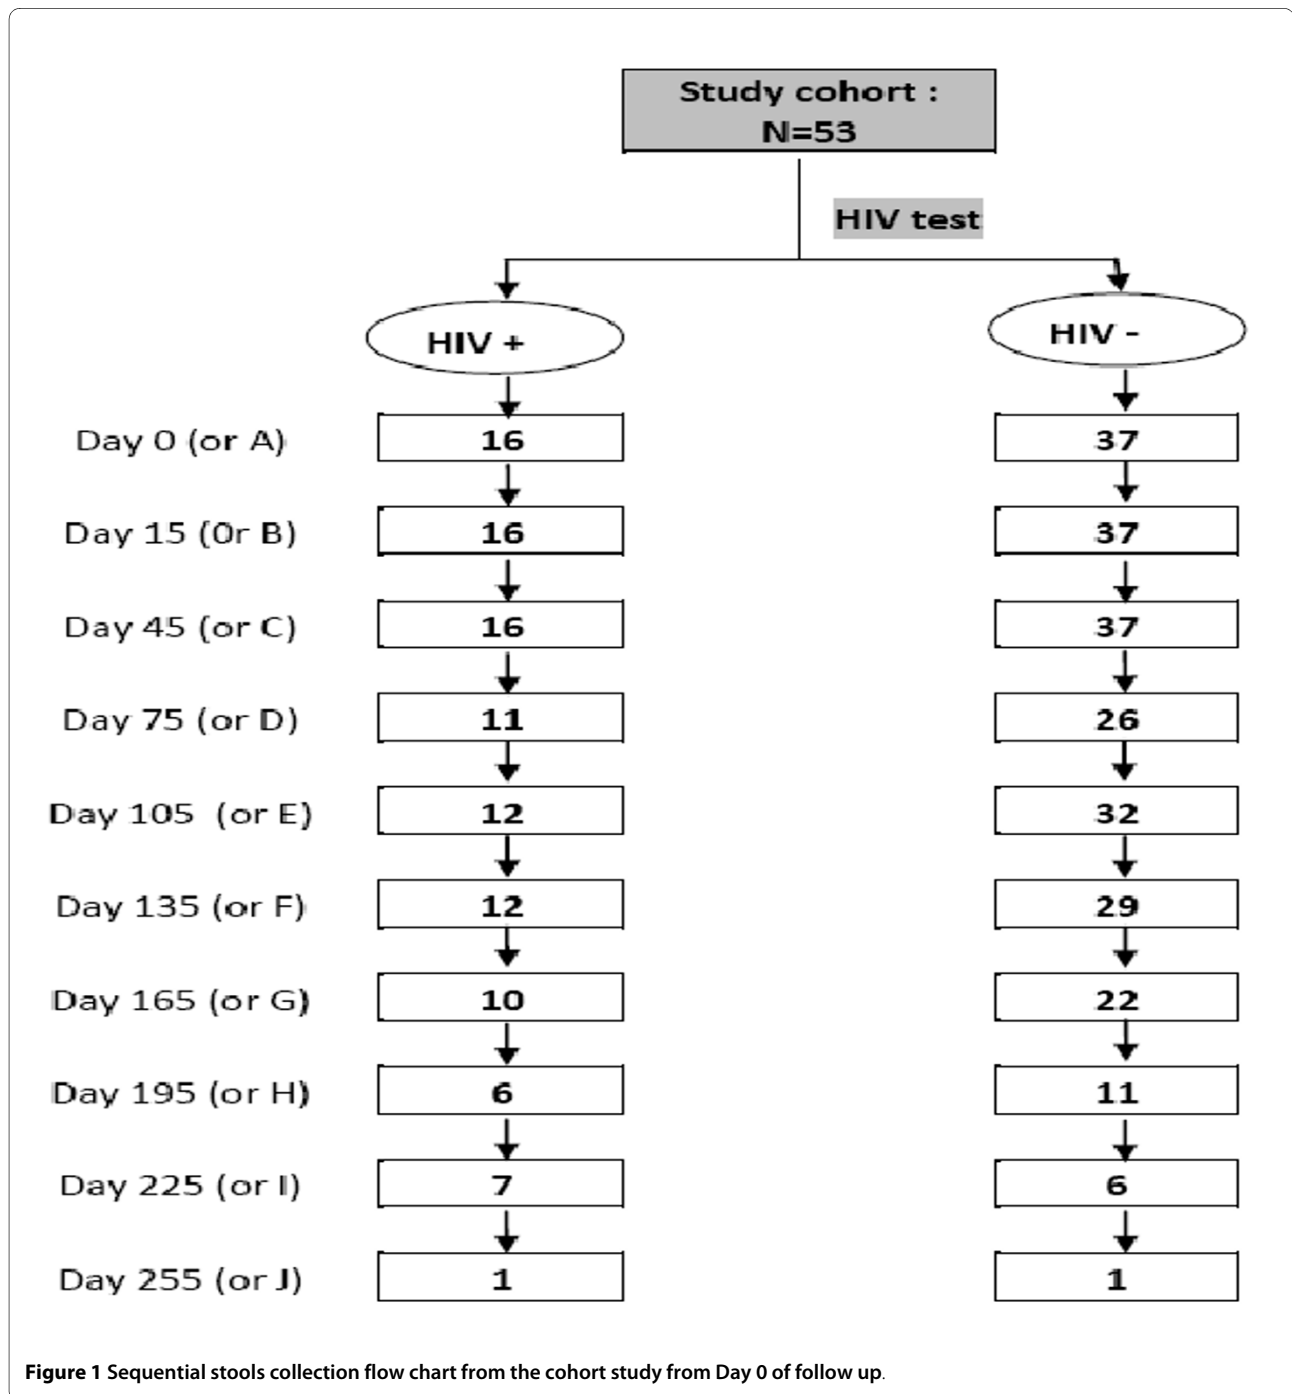 Study cohort :
N=53
HIV test
HIV +
HIV -
Day 0 (or A) 16 37
Day 15 (0r B) 16 37
Day 45 (or C) 16 37
Day 75 (or D) 11 26
Day 105 (or E) 12 32
Day 135 (or F) 12 29
Day 165 (or G) 10 22
Day 195 (or H) 6 11
Day 225 (or I) 7 6
Day 255 (or J) 1 1
Figure 1 Sequential stools collection flow chart from the cohort study from Day 0 of follow up.